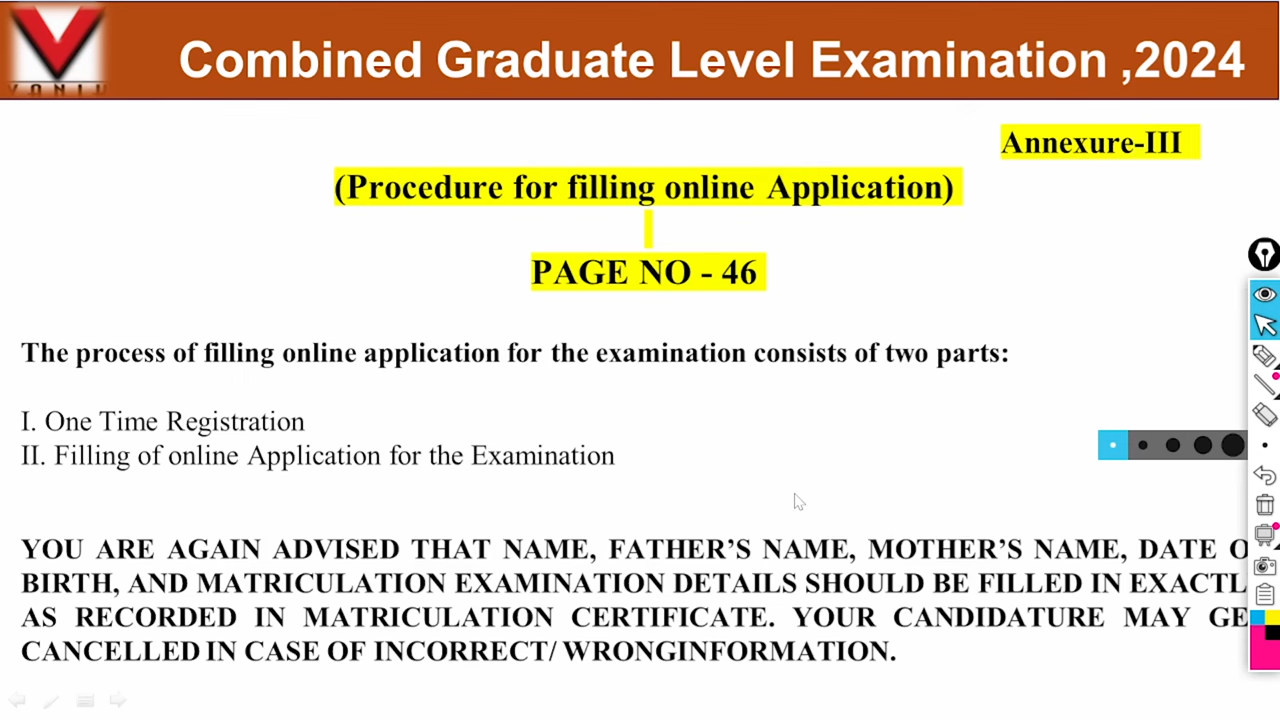 VANIJ
Combined Graduate Level Examination ,2024
Annexure-III
(Procedure for filling online Application)
PAGE NO - 46
The process of filling online application for the examination consists of two parts:
I. One Time Registration
II. Filling of online Application for the Examination
YOU ARE AGAIN ADVISED THAT NAME, FATHER’S NAME, MOTHER’S NAME, DATE O
BIRTH, AND MATRICULATION EXAMINATION DETAILS SHOULD BE FILLED IN EXACTL
AS RECORDED IN MATRICULATION CERTIFICATE. YOUR CANDIDATURE MAY GE
CANCELLED IN CASE OF INCORRECT/ WRONGINFORMATION.